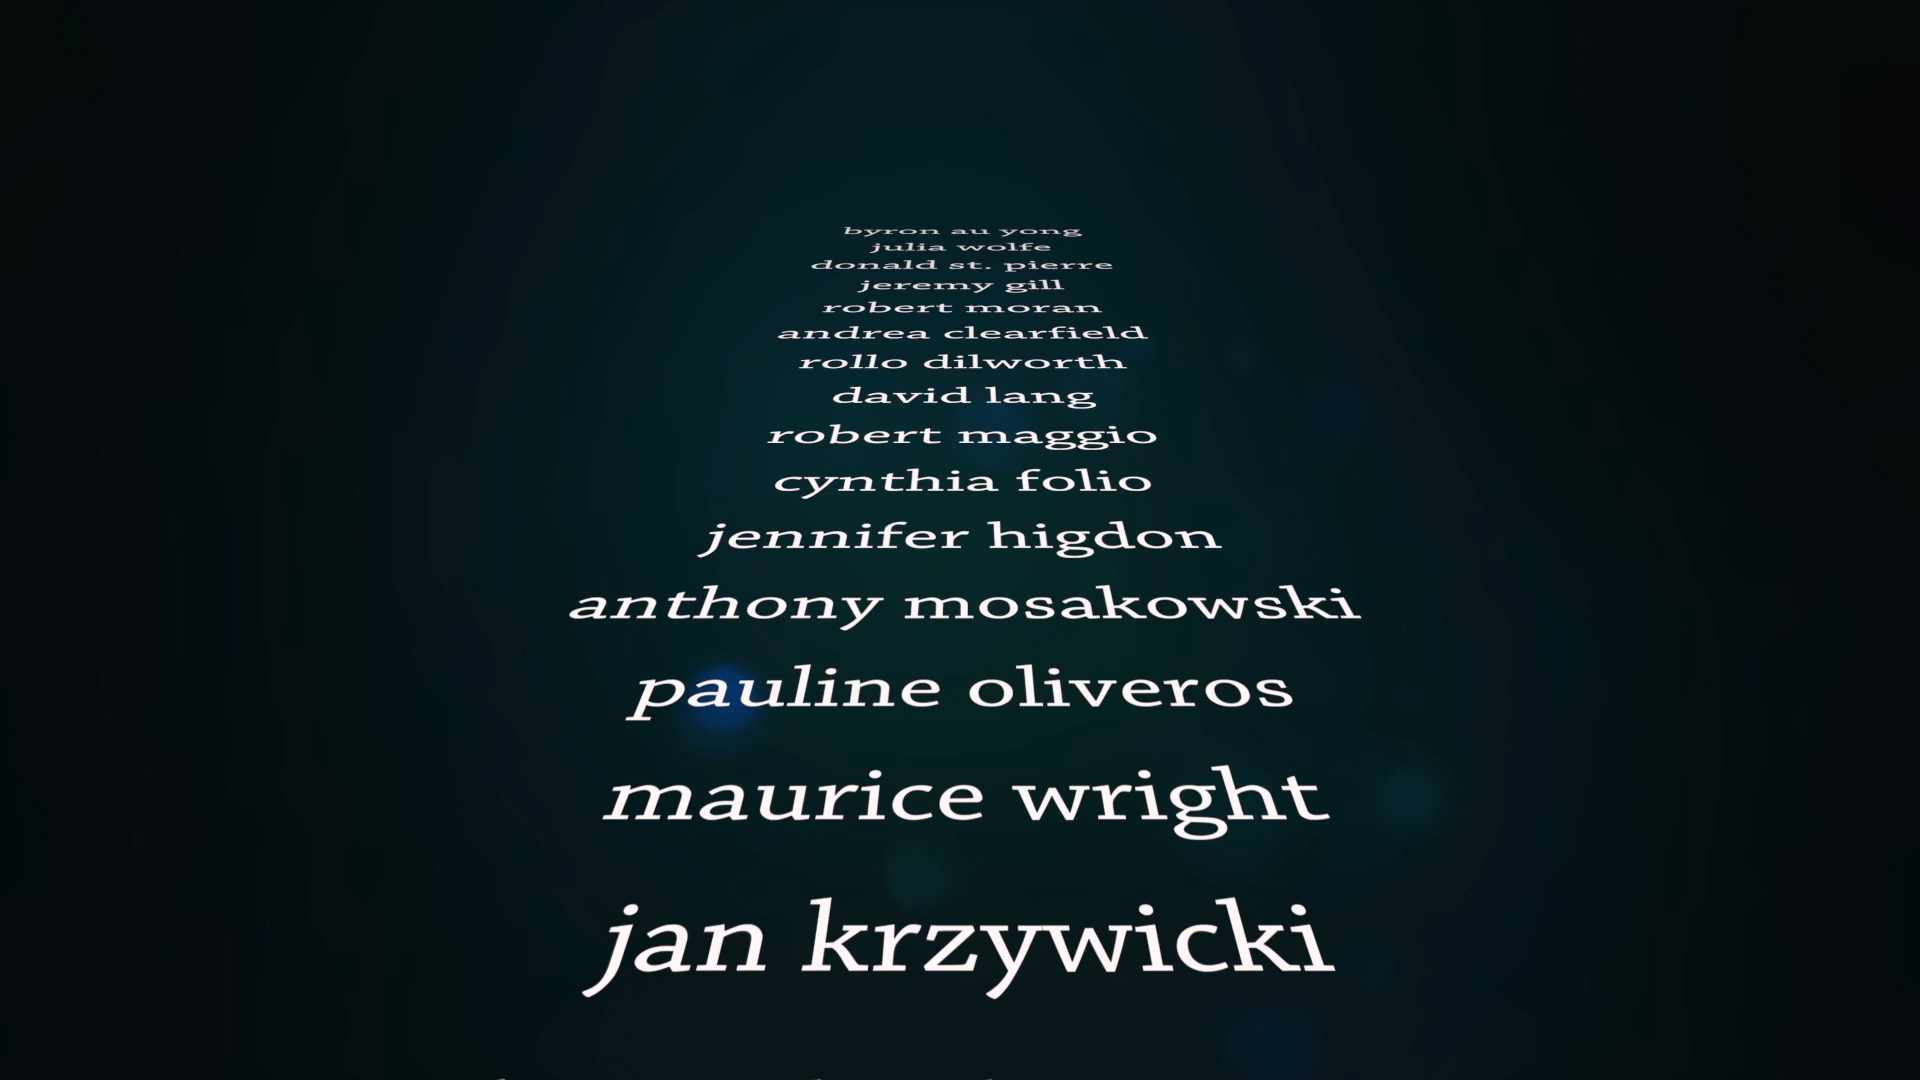 byron au yong
julia wolfe
donald st. pierre
jeremy gill
robert moran
andrea clearfield
rollo dilworth
david lang
robert maggio
cynthia folio
jennifer higdon
anthony mosakowski
pauline oliveros
maurice wright
jan krzywicki